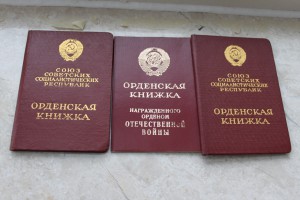 СОЮЗ
СОВЕТСКИХ
СОЦИАЛИСТИЧЕСКИХ
РЕСПУБЛИК
ОРДЕНСКАЯ
КНИЖКА
ОРДЕНСКАЯ
КНИЖКА
НАГРАЖДЕННОГО
ОРДЕНОМ
ОТЕЧЕСТВЕННОЙ
ВОЙНЫ
СОЮЗ
СОВЕТСКИХ
СОЦИАЛИСТИЧЕСКИХ
РЕСПУБЛИК
ОРДЕНСКАЯ
КНИЖКА